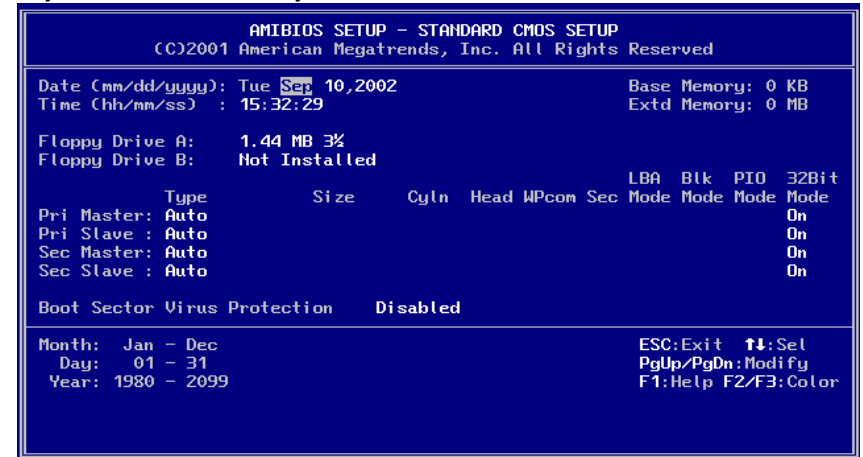 AMIBIOS SETUP – STANDARD CMOS SETUP
(C)2001 American Megatrends, Inc. All Rights Reserved
Date (mm/dd/yyyy): Tue Sep 10,2002 Base Memory: 0 KB
Time (hh/mm/ss) : 15:32:29 Extd Memory: 0 MB
Floppy Drive A: 1.44 MB 3½
Floppy Drive B: Not Installed
LBA Blk PIO 32Bit
Type Size Cyln Head WPcom Sec Mode Mode Mode Mode
Pri Master: Auto On
Pri Slave : Auto On
Sec Master: Auto On
Sec Slave : Auto On
Boot Sector Virus Protection Disabled
Month: Jan – Dec ESC:Exit ↑↓:Sel
Day: 01 – 31 PgUp/PgDn:Modify
Year: 1980 – 2099 F1:Help F2/F3:Color